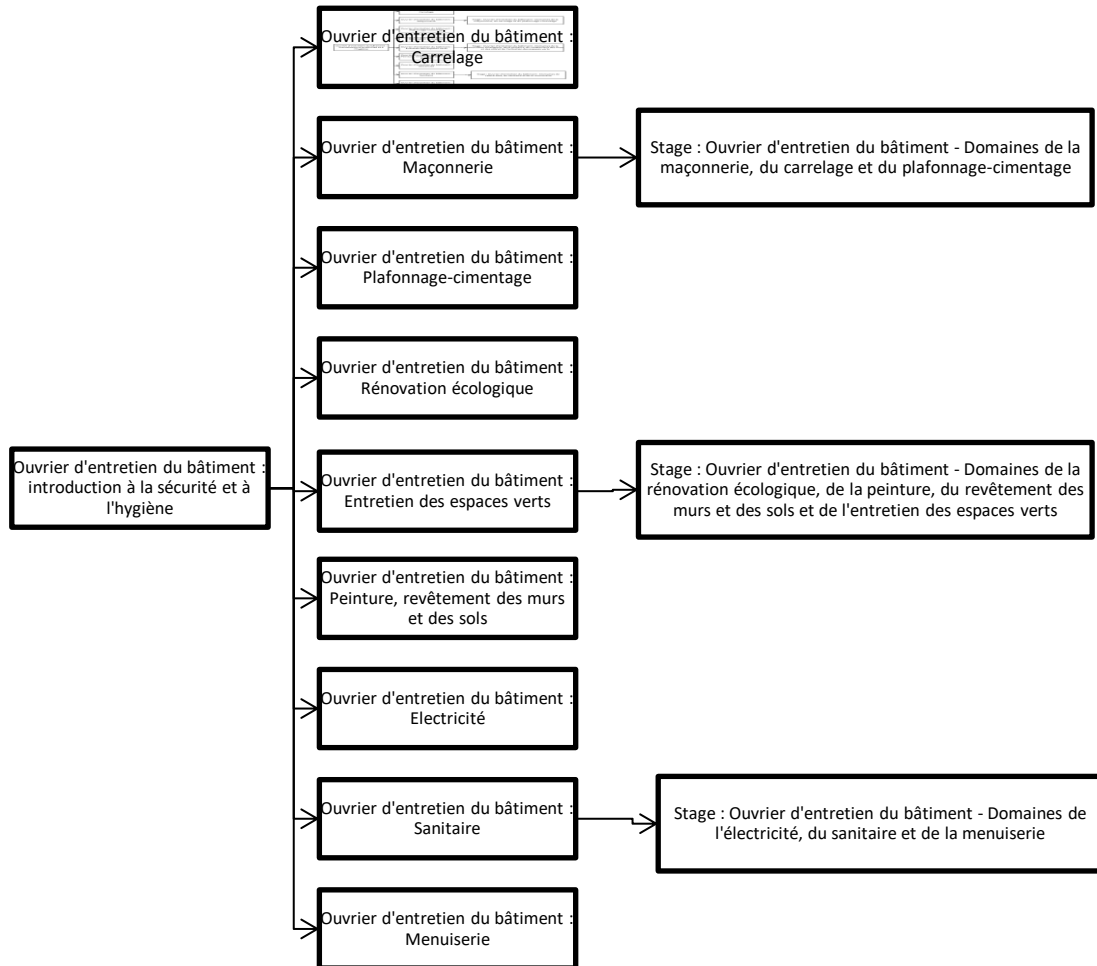 Ouvrier d'entretien du bâtiment :
Carrelage
Ouvrier d'entretien du bâtiment :
Maçonnerie
Stage : Ouvrier d'entretien du bâtiment - Domaines de la
maçonnerie, du carrelage et du plafonnage-cimentage
Ouvrier d'entretien du bâtiment :
Plafonnage-cimentage
Ouvrier d'entretien du bâtiment :
Rénovation écologique
Ouvrier d'entretien du bâtiment :
introduction à la sécurité et à
l'hygiène
Ouvrier d'entretien du bâtiment :
Entretien des espaces verts
Stage : Ouvrier d'entretien du bâtiment - Domaines de la
rénovation écologique, de la peinture, du revêtement des
murs et des sols et de l'entretien des espaces verts
Ouvrier d'entretien du bâtiment :
Peinture, revêtement des murs
et des sols
Ouvrier d'entretien du bâtiment :
Electricité
Ouvrier d'entretien du bâtiment :
Sanitaire
Stage : Ouvrier d'entretien du bâtiment - Domaines de
l'électricité, du sanitaire et de la menuiserie
Ouvrier d'entretien du bâtiment :
Menuiserie